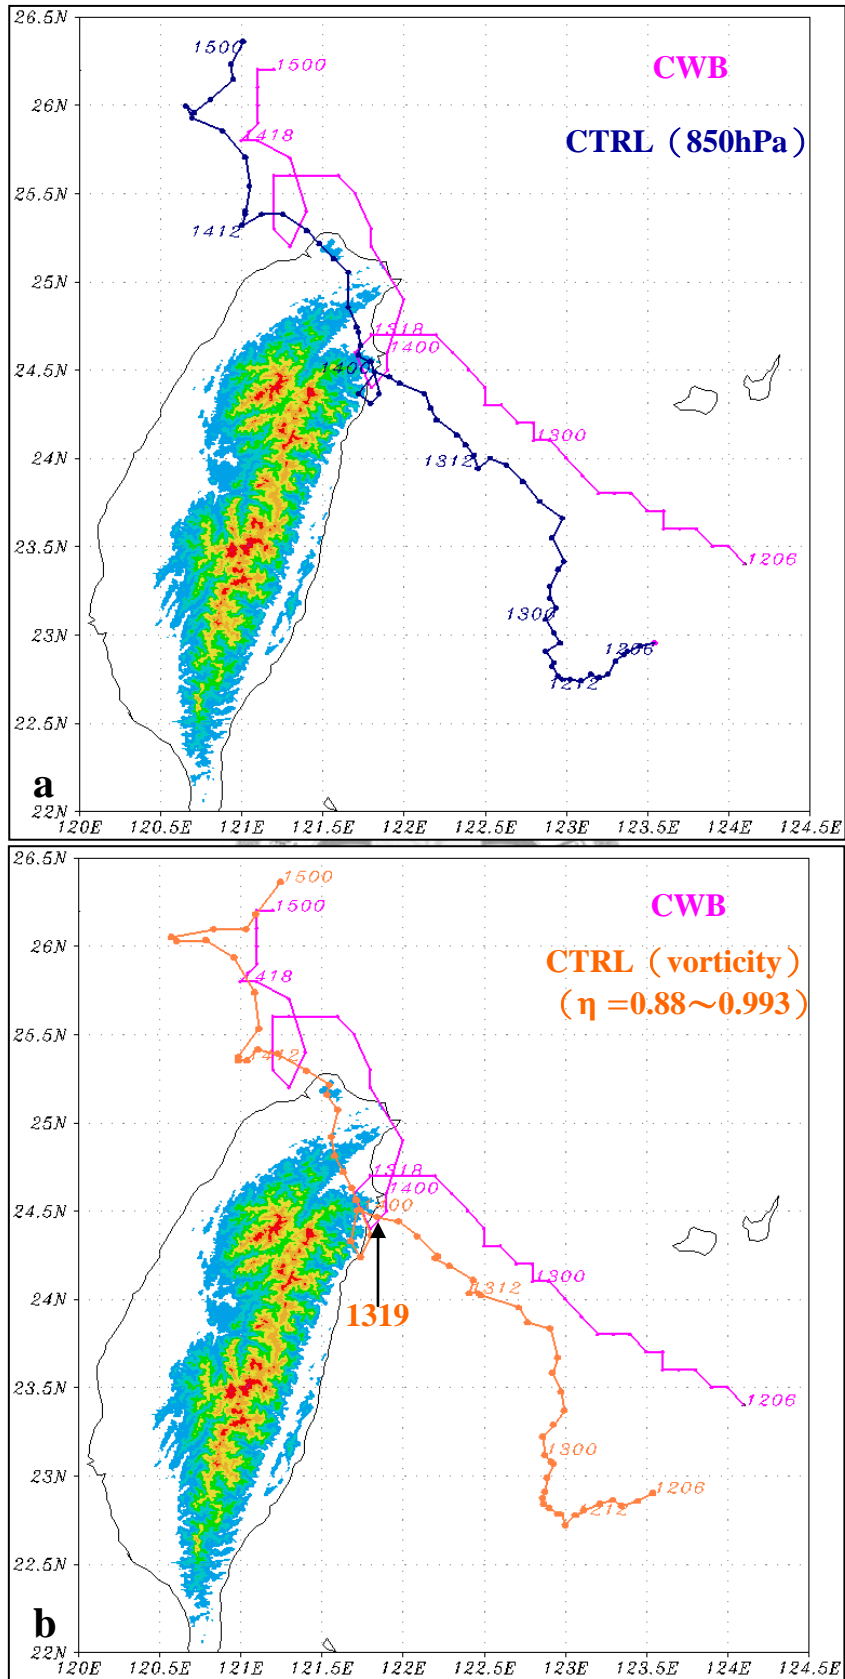 26.5N
1500
1500
CWB
26N
1418
CTRL（850hPa）
25.5N
1412
25N
1318
1400
24.5N
1400
1300
24N
1312
23.5N
1206
23N
1300
1206
1212
22.5N
a
22N
120E 120.5E 121E 121.5E 122E 122.5E 123E 123.5E 124E 124.5E
26.5N
1500
1500
CWB
26N
CTRL（vorticity）
1418
（η =0.88～0.993）
25.5N
1412
25N
1318
1400
24.5N
400
1300
24N
1312
1319
23.5N
1206
23N
1300
1206
1212
22.5N
b
22N
120E 120.5E 121E 121.5E 122E 122.5E 123E 123.5E 124E 124.5E